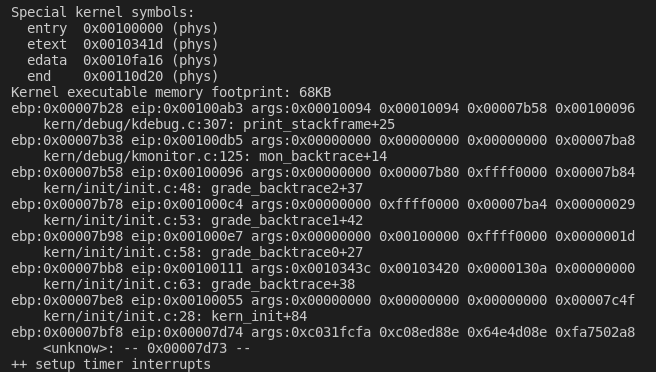 Special kernel symbols:
  entry  0x00100000 (phys)
  etext  0x0010341d (phys)
  edata  0x0010fa16 (phys)
  end    0x00110d20 (phys)
Kernel executable memory footprint: 68KB
ebp:0x00007b28 eip:0x00100ab3 args:0x00010094 0x00010094 0x00007b58 0x00100096
    kern/debug/kdebug.c:307: print_stackframe+25
ebp:0x00007b38 eip:0x00100db5 args:0x00000000 0x00000000 0x00000000 0x00007ba8
    kern/debug/kmonitor.c:125: mon_backtrace+14
ebp:0x00007b58 eip:0x00100096 args:0x00000000 0x00007b80 0xffff0000 0x00007b84
    kern/init/init.c:48: grade_backtrace2+37
ebp:0x00007b78 eip:0x001000c4 args:0x00000000 0xffff0000 0x00007ba4 0x00000029
    kern/init/init.c:53: grade_backtrace1+42
ebp:0x00007b98 eip:0x001000e7 args:0x00000000 0x00100000 0xffff0000 0x0000001d
    kern/init/init.c:58: grade_backtrace0+27
ebp:0x00007bb8 eip:0x00100111 args:0x0010343c 0x00103420 0x0000130a 0x00000000
    kern/init/init.c:63: grade_backtrace+38
ebp:0x00007be8 eip:0x00100055 args:0x00000000 0x00000000 0x00000000 0x00007c4f
    kern/init/init.c:28: kern_init+84
ebp:0x00007bf8 eip:0x00007d74 args:0xc031fcfa 0xc08ed88e 0x64e4d08e 0xfa7502a8
    <unknow>: -- 0x00007d73 --
++ setup timer interrupts